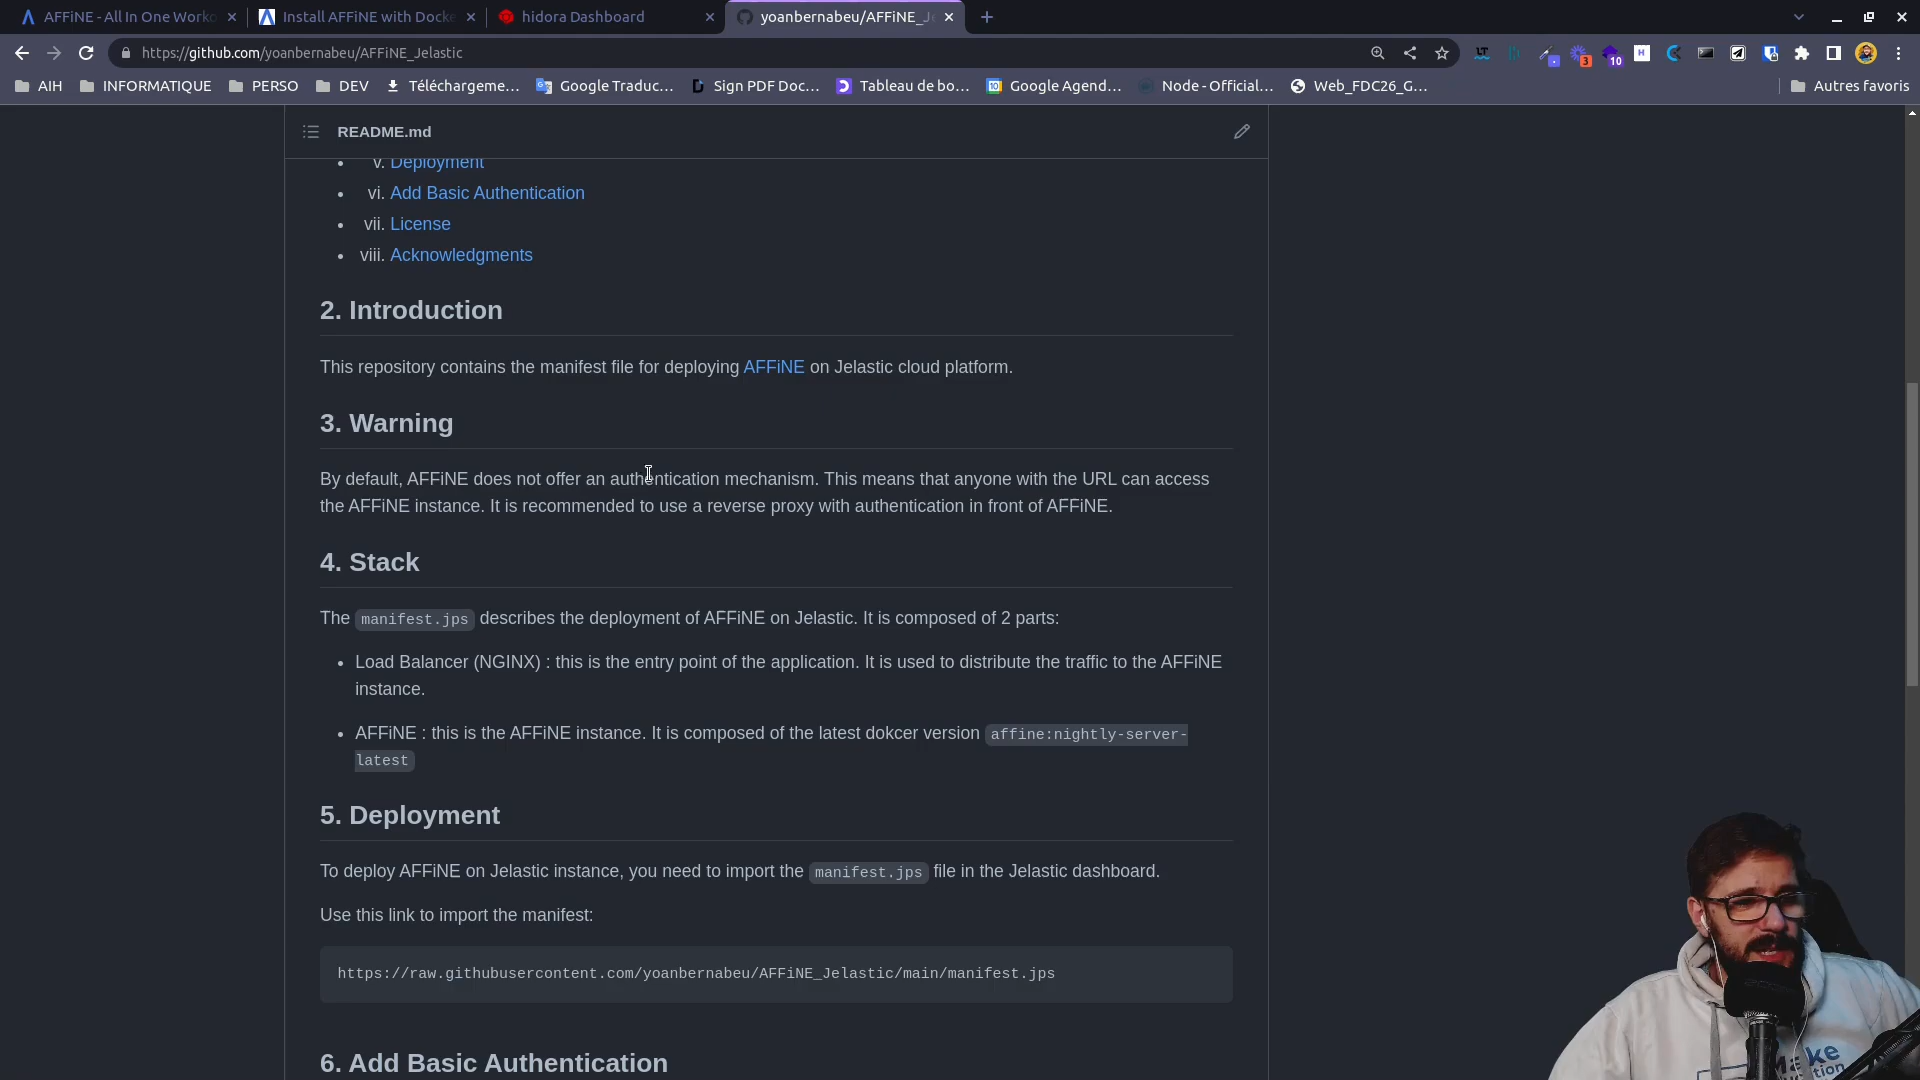 AFFiNE - All In One Worko
Install AFFiNE with Docke
hidora Dashboard
yoanbernabeu/AFFiNE_Je
https://github.com/yoanbernabeu/AFFiNE_Jelastic
LT
3
10
H
AIH
INFORMATIQUE
PERSO
DEV
Téléchargeme...
Google Traduc...
Sign PDF Doc...
Tableau de bo...
Google Agend...
Node - Official...
Web_FDC26_G...
Autres favoris
README.md
v. Deployment
vi. Add Basic Authentication
vii. License
viii. Acknowledgments
2. Introduction
This repository contains the manifest file for deploying AFFiNE on Jelastic cloud platform.
3. Warning
By default, AFFiNE does not offer an authentication mechanism. This means that anyone with the URL can access
the AFFiNE instance. It is recommended to use a reverse proxy with authentication in front of AFFiNE.
4. Stack
The manifest.jps describes the deployment of AFFiNE on Jelastic. It is composed of 2 parts:
Load Balancer (NGINX) : this is the entry point of the application. It is used to distribute the traffic to the AFFiNE
instance.
AFFiNE : this is the AFFiNE instance. It is composed of the latest dokcer version affine:nightly-server-
latest
5. Deployment
To deploy AFFiNE on Jelastic instance, you need to import the manifest.jps file in the Jelastic dashboard.
Use this link to import the manifest:
https://raw.githubusercontent.com/yoanbernabeu/AFFiNE_Jelastic/main/manifest.jps
6. Add Basic Authentication